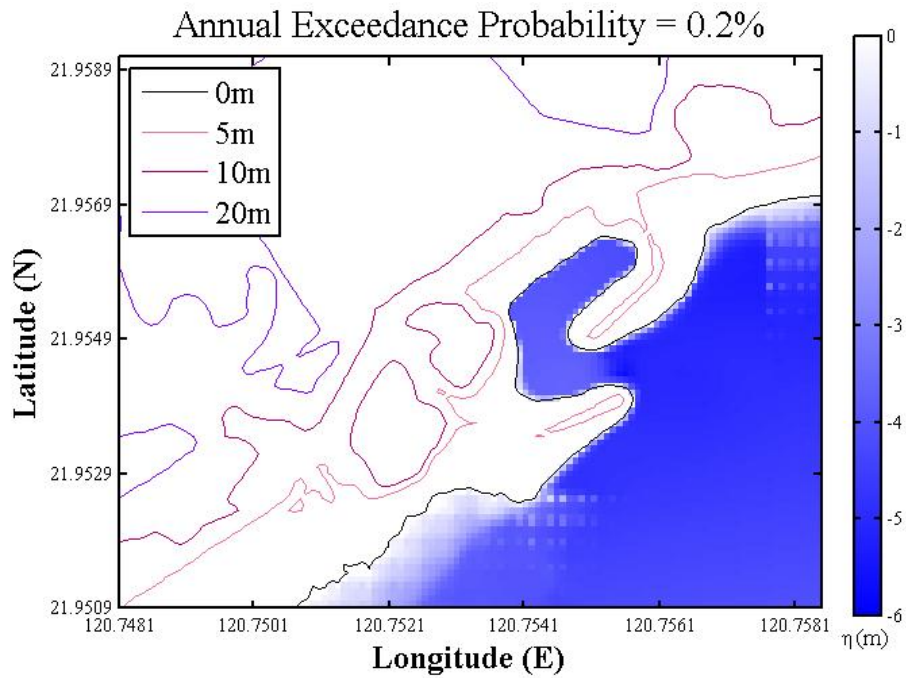 Annual Exceedance Probability = 0.2%
21.9589
21.9569
21.9549
21.9529
21.9509
Latitude (N)
0m
5m
10m
20m
120.7481
120.7501
120.7521
120.7541
120.7561
120.7581
Longitude (E)
0
-1
-2
-3
-4
-5
-6
η(m)